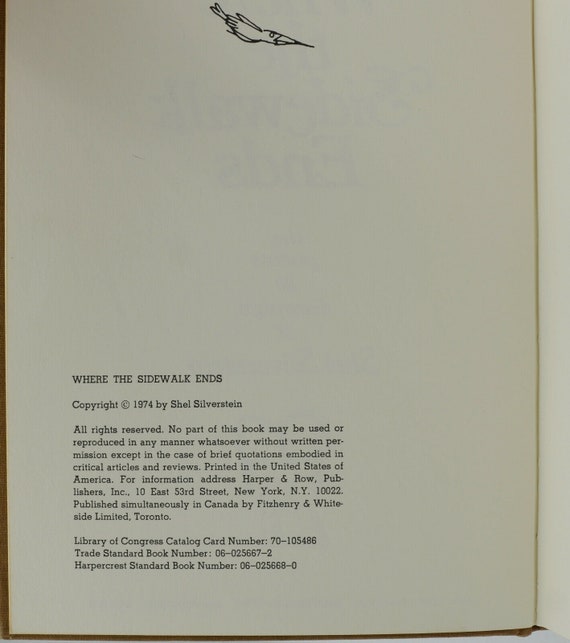 WHERE THE SIDEWALK ENDS
Copyright © 1974 by Shel Silverstein
All rights reserved. No part of this book may be used or
reproduced in any manner whatsoever without written per-
mission except in the case of brief quotations embodied in
critical articles and reviews. Printed in the United States of
America. For information address Harper & Row, Pub-
lishers, Inc., 10 East 53rd Street, New York, N.Y. 10022.
Published simultaneously in Canada by Fitzhenry & White-
side Limited, Toronto.
Library of Congress Catalog Card Number: 70–105486
Trade Standard Book Number: 06–025667–2
Harpercrest Standard Book Number: 06–025668–0